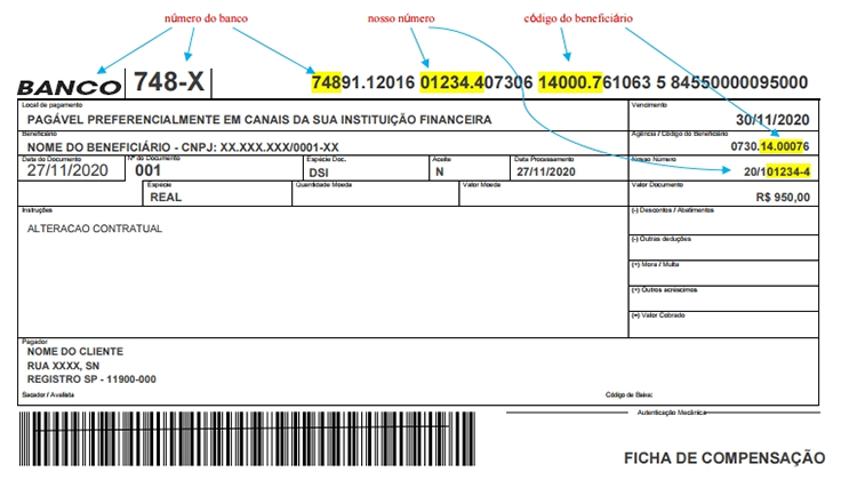 número do banco
nosso número
código do beneficiário
BANCO 748-X 74891.12016 01234.407306 14000.761063 5 84550000095000
Local de pagamento
Vencimento
PAGÁVEL PREFERENCIALMENTE EM CANAIS DA SUA INSTITUIÇÃO FINANCEIRA
30/11/2020
Beneficiário
Agência / Código do Beneficiário
NOME DO BENEFICIÁRIO - CNPJ: XX.XXX.XXX/0001-XX
0730.14.00076
Data do Documento
Nº do Documento
Espécie Doc.
Aceite
Data Processamento
Nosso Número
27/11/2020
001
DSI
N
27/11/2020
20/101234-4
Espécie
Quantidade Moeda
Valor Moeda
Valor Documento
REAL
R$ 950,00
Instruções
(-) Descontos / Abatimentos
ALTERACAO CONTRATUAL
(-) Outras deduções
(+) Mora / Multa
(+) Outros acréscimos
(=) Valor Cobrado
Pagador
NOME DO CLIENTE
RUA XXXX, SN
REGISTRO SP - 11900-000
Sacador / Avalista
Código de Baixa:
Autenticação Mecânica
FICHA DE COMPENSAÇÃO